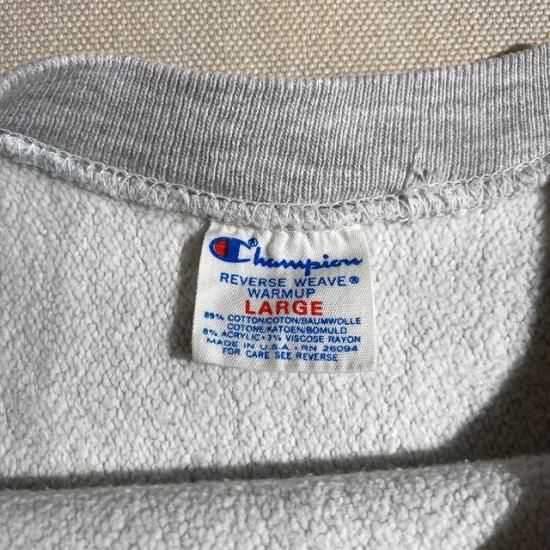 Champion®
REVERSE WEAVE®
WARMUP
LARGE
89% COTTON/COTON/BAUMWOLLE
COTONE/KATOEN/BOMULD
8% ACRYLIC • 3% VISCOSE RAYON
MADE IN U.S.A. • RN 26094
FOR CARE SEE REVERSE